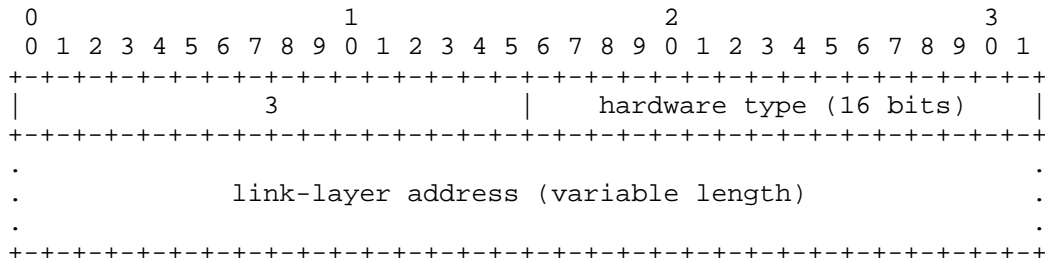 0                   1                   2                   3
 0 1 2 3 4 5 6 7 8 9 0 1 2 3 4 5 6 7 8 9 0 1 2 3 4 5 6 7 8 9 0 1
+-+-+-+-+-+-+-+-+-+-+-+-+-+-+-+-+-+-+-+-+-+-+-+-+-+-+-+-+-+-+-+-+
|               3               |    hardware type (16 bits)    |
+-+-+-+-+-+-+-+-+-+-+-+-+-+-+-+-+-+-+-+-+-+-+-+-+-+-+-+-+-+-+-+-+
.                                                               .
.             link-layer address (variable length)              .
.                                                               .
+-+-+-+-+-+-+-+-+-+-+-+-+-+-+-+-+-+-+-+-+-+-+-+-+-+-+-+-+-+-+-+-+